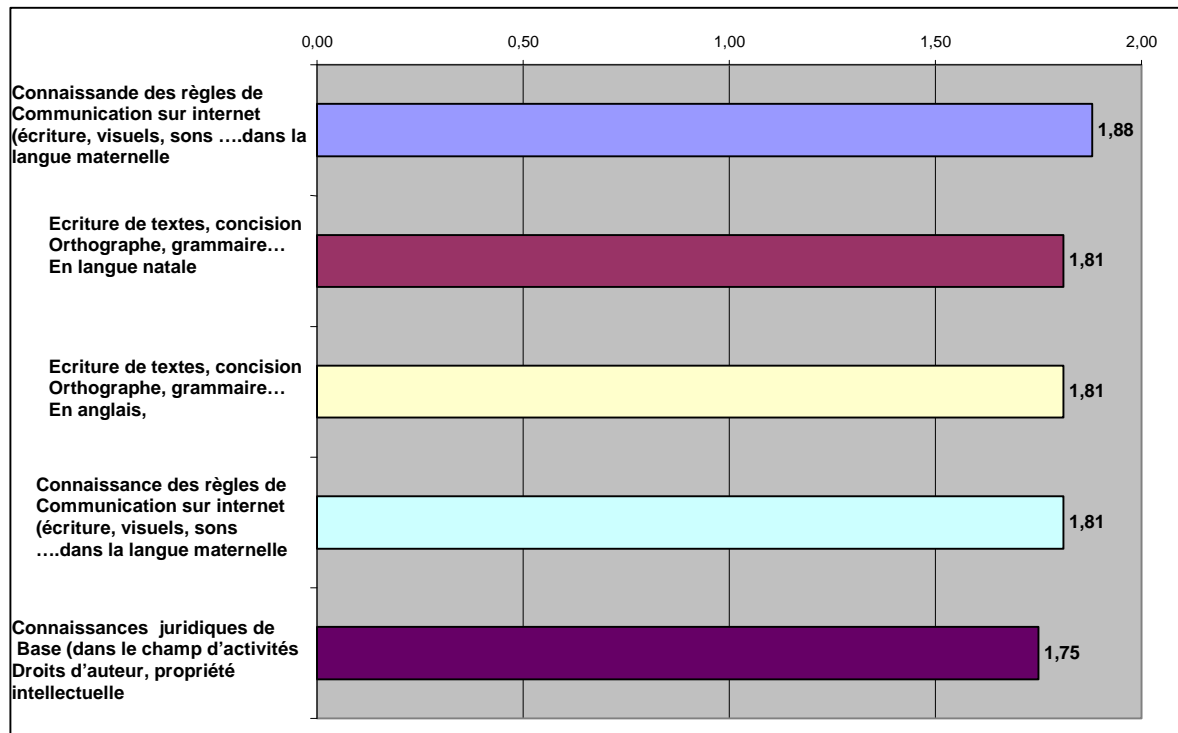 0,00 0,50 1,00 1,50 2,00
Connaissande des règles de
Communication sur internet
(écriture, visuels, sons ….dans la
langue maternelle
1,88
Ecriture de textes, concision
Orthographe, grammaire…
En langue natale
1,81
Ecriture de textes, concision
Orthographe, grammaire…
En anglais,
1,81
Connaissance des règles de
Communication sur internet
(écriture, visuels, sons
….dans la langue maternelle
1,81
Connaissances juridiques de
Base (dans le champ d’activités
Droits d’auteur, propriété
intellectuelle
1,75